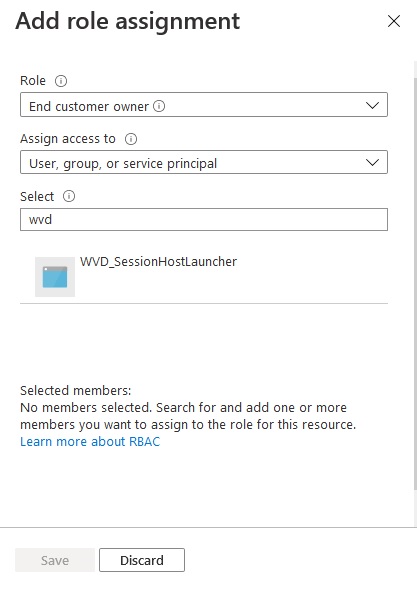 Add role assignment
Role
End customer owner
Assign access to
User, group, or service principal
Select
wvd
WVD_SessionHostLauncher
Selected members:
No members selected. Search for and add one or more
members you want to assign to the role for this resource.
Learn more about RBAC
Save
Discard